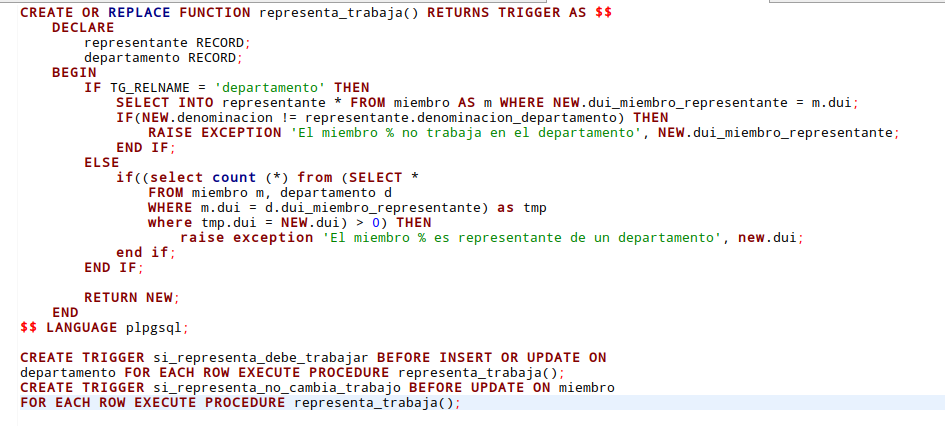 CREATE OR REPLACE FUNCTION representa_trabaja() RETURNS TRIGGER AS $$
    DECLARE
        representante RECORD;
        departamento RECORD;
    BEGIN
        IF TG_RELNAME = 'departamento' THEN
            SELECT INTO representante * FROM miembro AS m WHERE NEW.dui_miembro_representante = m.dui;
            IF(NEW.denominacion != representante.denominacion_departamento) THEN
                RAISE EXCEPTION 'El miembro % no trabaja en el departamento', NEW.dui_miembro_representante;
            END IF;
        ELSE
            if((select count (*) from (SELECT *
                FROM miembro m, departamento d
                WHERE m.dui = d.dui_miembro_representante) as tmp
                where tmp.dui = NEW.dui) > 0) THEN
                    raise exception 'El miembro % es representante de un departamento', new.dui;
            end if;
        END IF;

        RETURN NEW;
    END
$$ LANGUAGE plpgsql;

CREATE TRIGGER si_representa_debe_trabajar BEFORE INSERT OR UPDATE ON
departamento FOR EACH ROW EXECUTE PROCEDURE representa_trabaja();
CREATE TRIGGER si_representa_no_cambia_trabajo BEFORE UPDATE ON miembro
FOR EACH ROW EXECUTE PROCEDURE representa_trabaja();